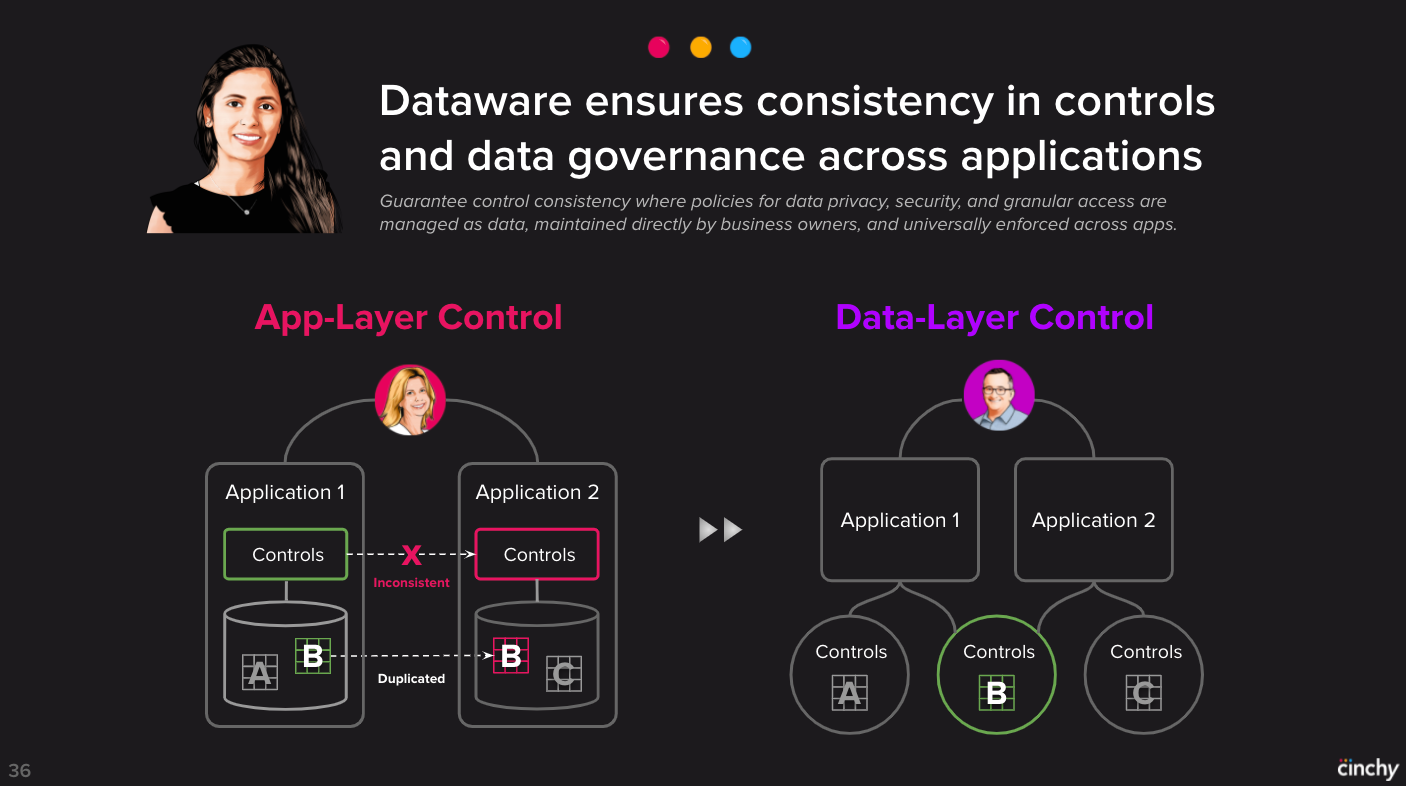 Dataware ensures consistency in controls
and data governance across applications
Guarantee control consistency where policies for data privacy, security, and granular access are
managed as data, maintained directly by business owners, and universally enforced across apps.
App-Layer Control
Application 1
Application 2
Controls
X
Controls
Inconsistent
A
B
B
C
Duplicated
Data-Layer Control
Application 1
Application 2
Controls
A
Controls
B
Controls
C
36
cinchy